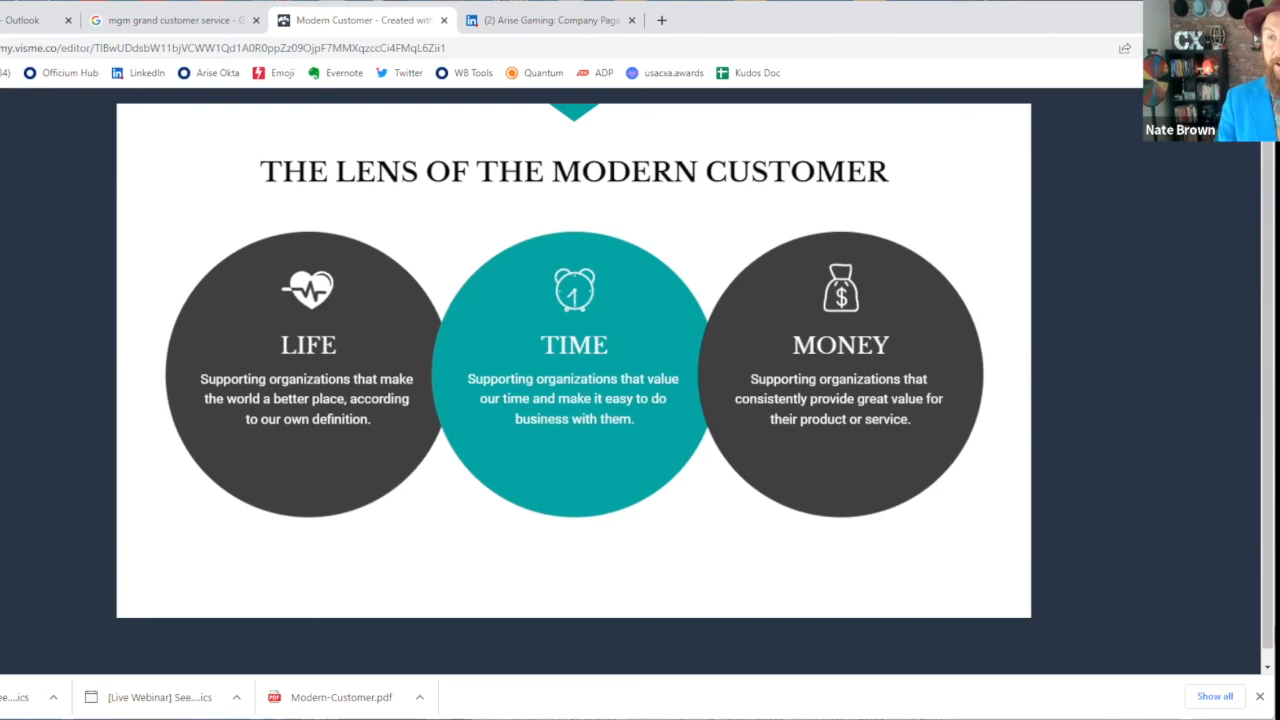 - Outlook
mgm grand customer service - G
Modern Customer - Created with
(2) Arise Gaming: Company Page
my.visme.co/editor/TlBwUDdsbW11bjVCWW1Qd1A0R0ppZz09OjpF7MMXqzccCi4FMqL6Zii1
34)
Officium Hub
LinkedIn
Arise Okta
Emoji
Evernote
Twitter
WB Tools
Quantum
ADP
usacxa.awards
Kudos Doc
CX
Nate Brown
THE LENS OF THE MODERN CUSTOMER
LIFE
Supporting organizations that make
the world a better place, according
to our own definition.
TIME
Supporting organizations that value
our time and make it easy to do
business with them.
$
MONEY
Supporting organizations that
consistently provide great value for
their product or service.
ee....ics
[Live Webinar] See....ics
PDF
Modern-Customer.pdf
Show all